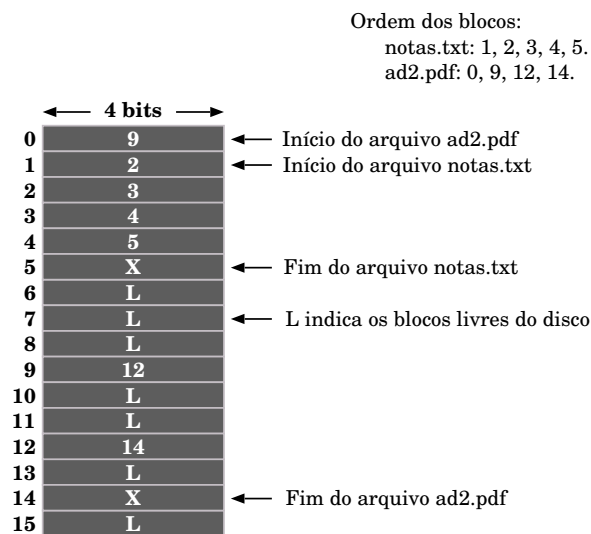 Ordem dos blocos:
notas.txt: 1, 2, 3, 4, 5.
ad2.pdf: 0, 9, 12, 14.
4 bits
0 9 Início do arquivo ad2.pdf
1 2 Início do arquivo notas.txt
2 3
3 4
4 5
5 X Fim do arquivo notas.txt
6 L
7 L L indica os blocos livres do disco
8 L
9 12
10 L
11 L
12 14
13 L
14 X Fim do arquivo ad2.pdf
15 L